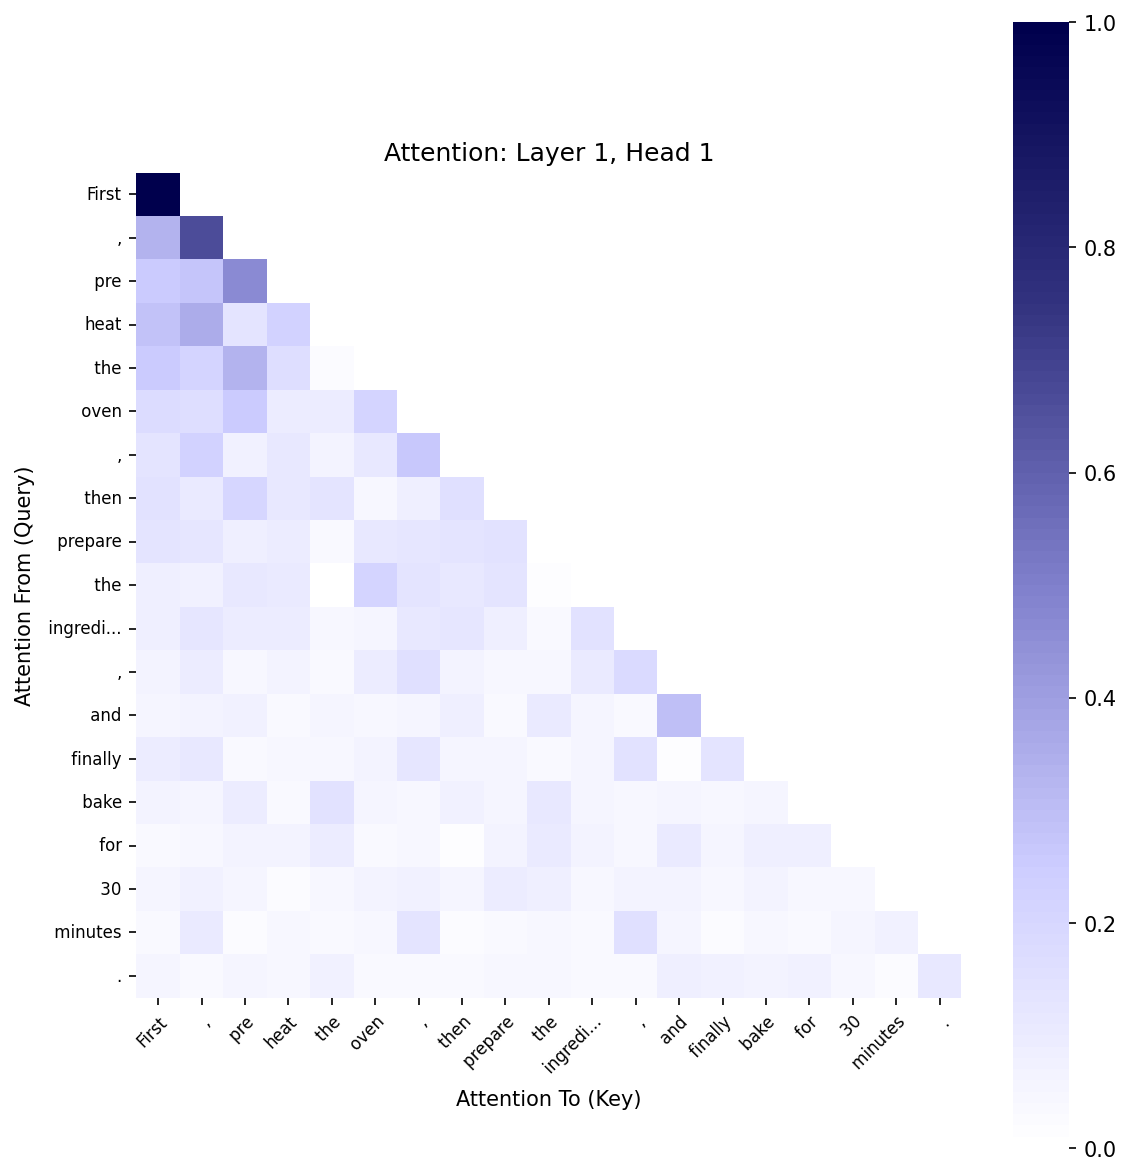 Attention: Layer 1, Head 1
Attention From (Query)
First
,
pre
heat
the
oven
,
then
prepare
the
ingredi...
,
and
finally
bake
for
30
minutes
.
First
,
pre
heat
the
oven
,
then
prepare
the
ingredi...
,
and
finally
bake
for
30
minutes
.
Attention To (Key)
1.0
0.8
0.6
0.4
0.2
0.0